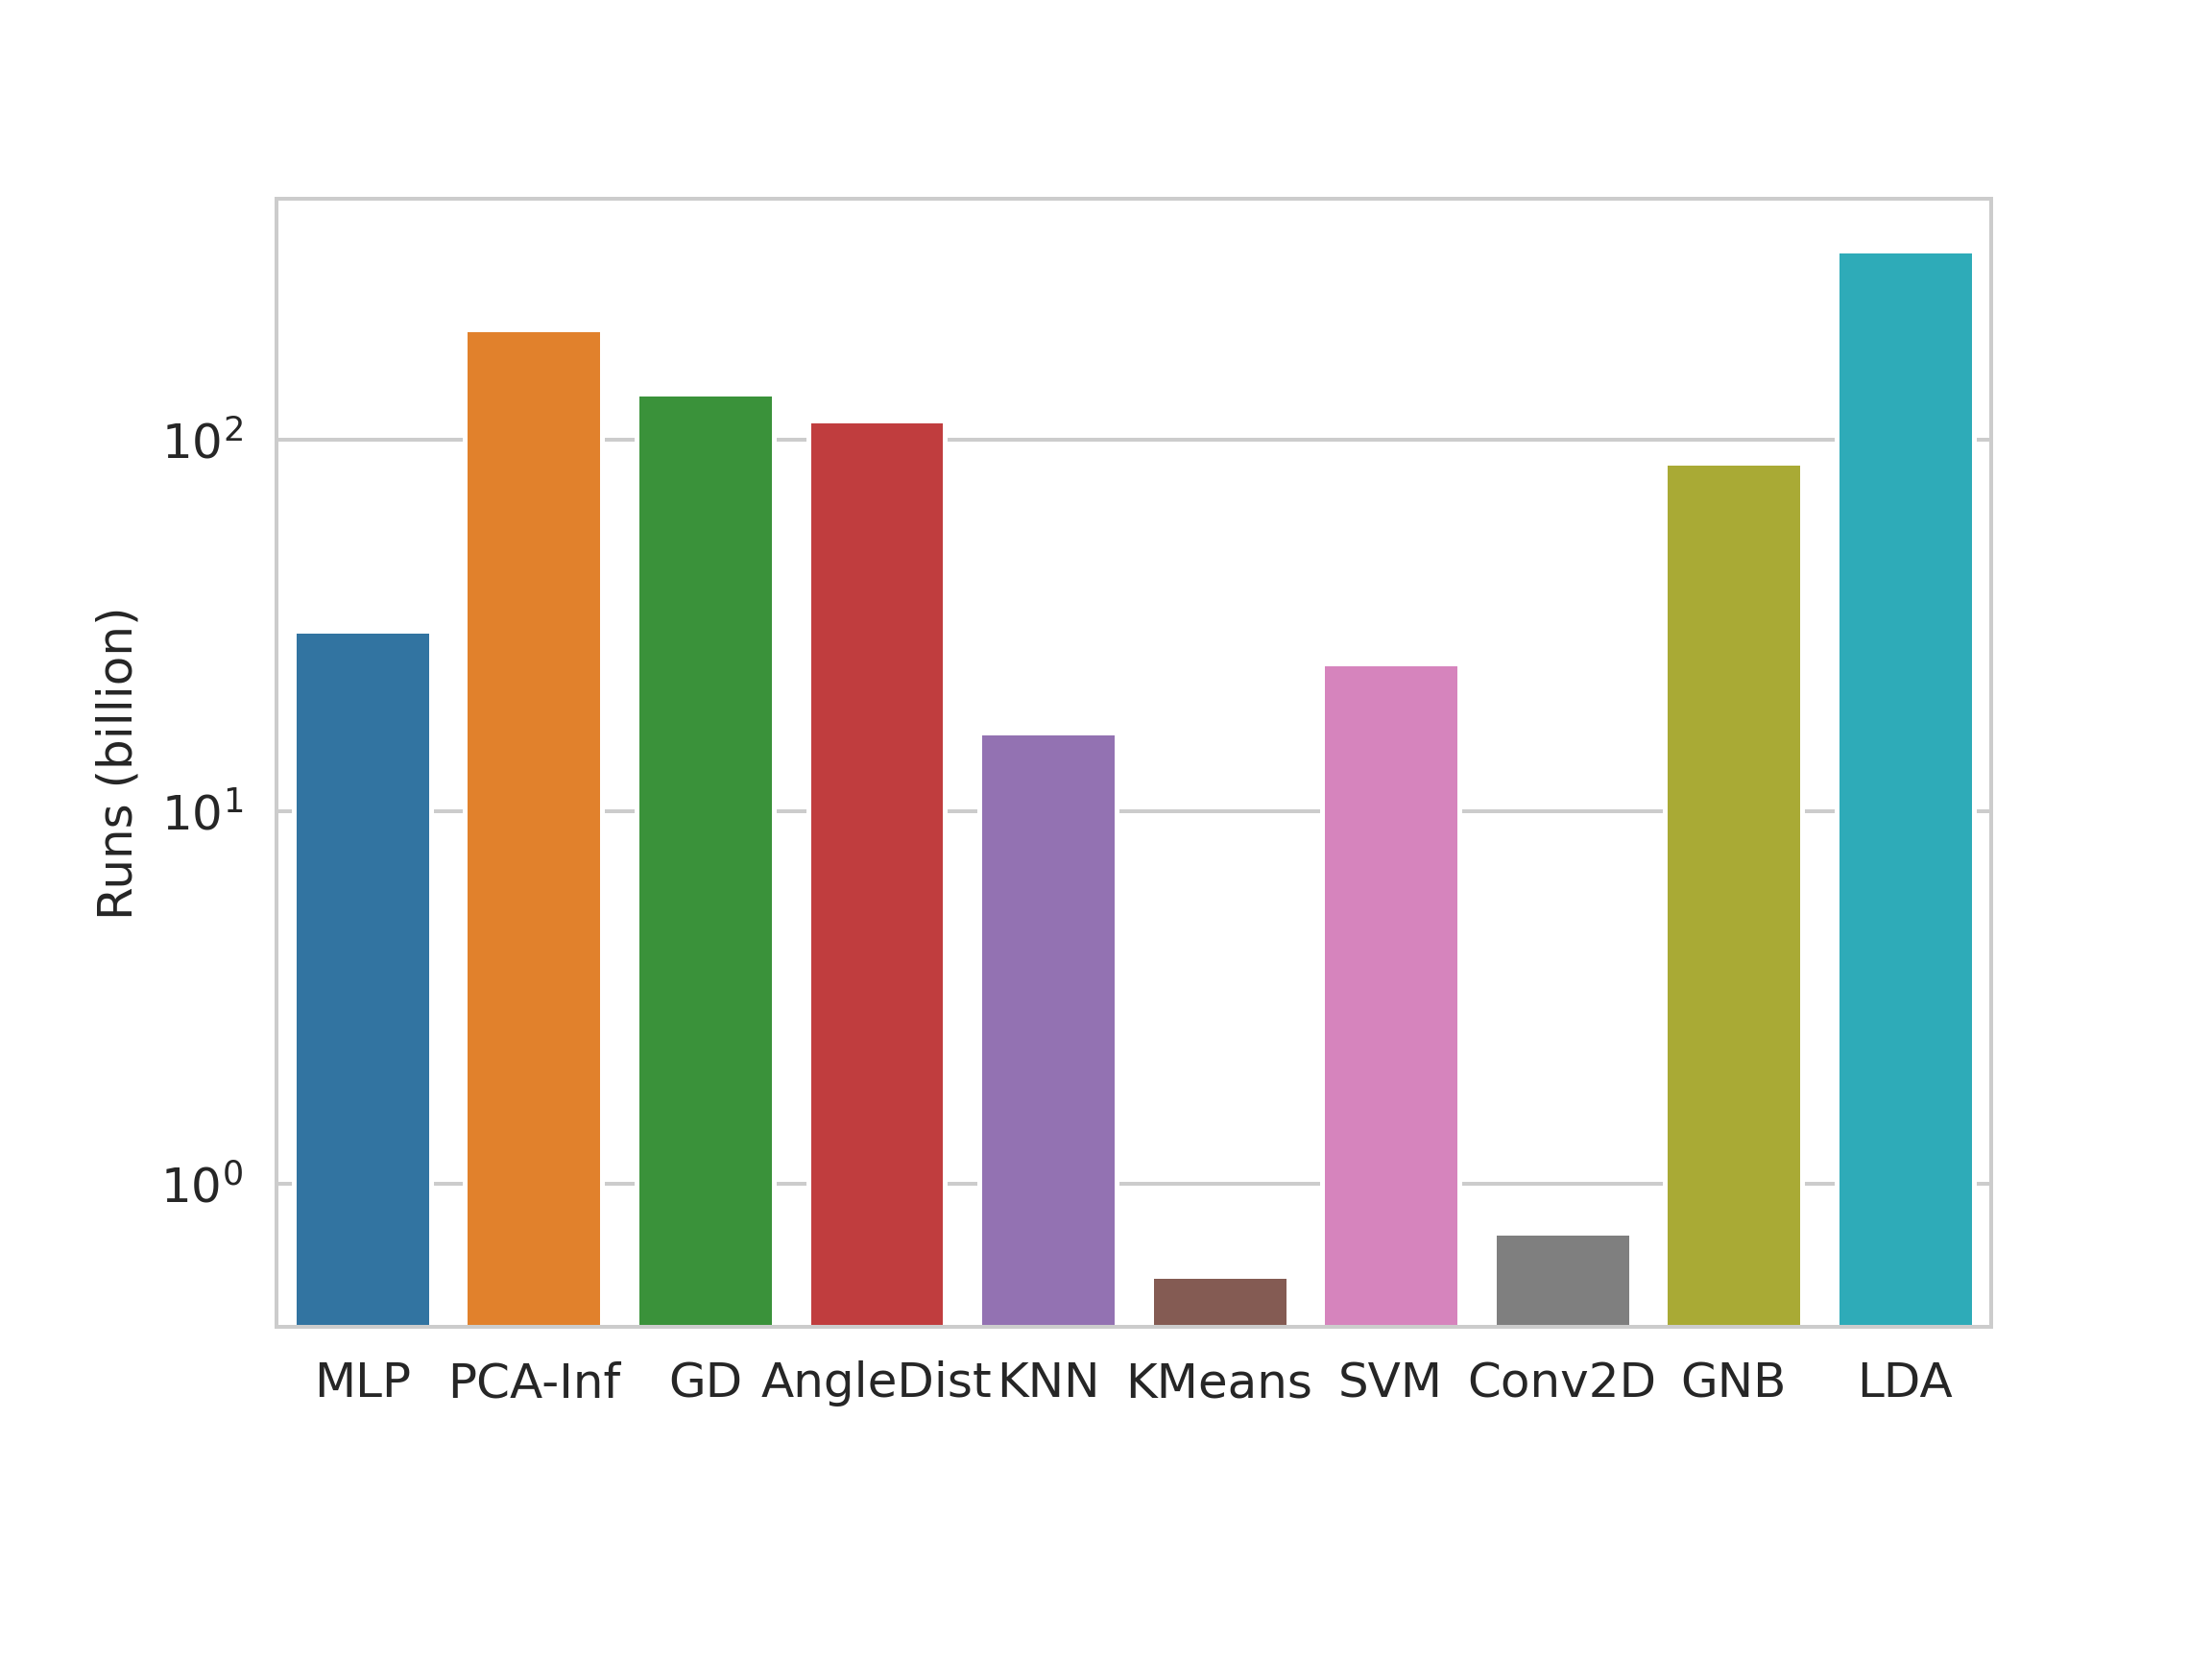 Runs (billion)
10²
10¹
10⁰
MLP PCA-Inf GD AngleDist KNN KMeans SVM Conv2D GNB LDA